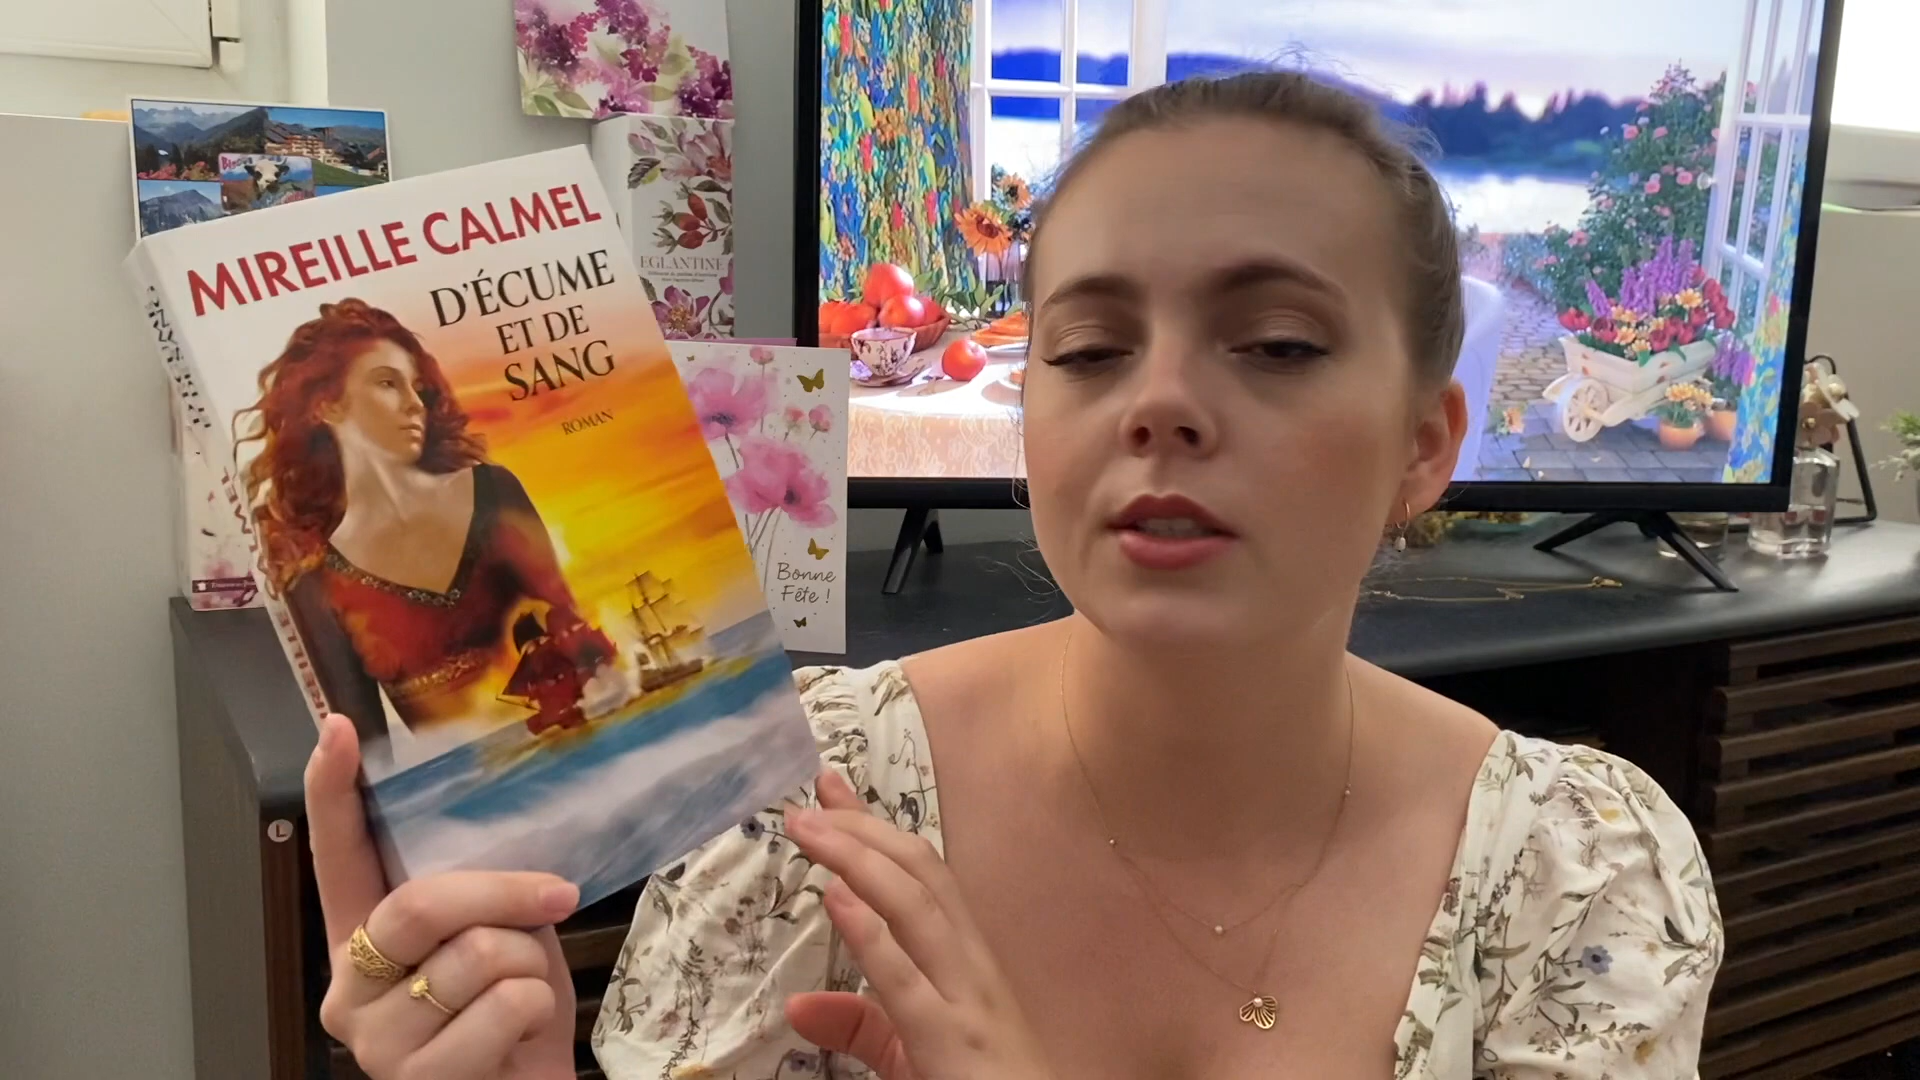 MIREILLE CALMEL
D'ÉCUME
ET DE
SANG
ROMAN
EGLANTINE
Bonne
Fête !
L